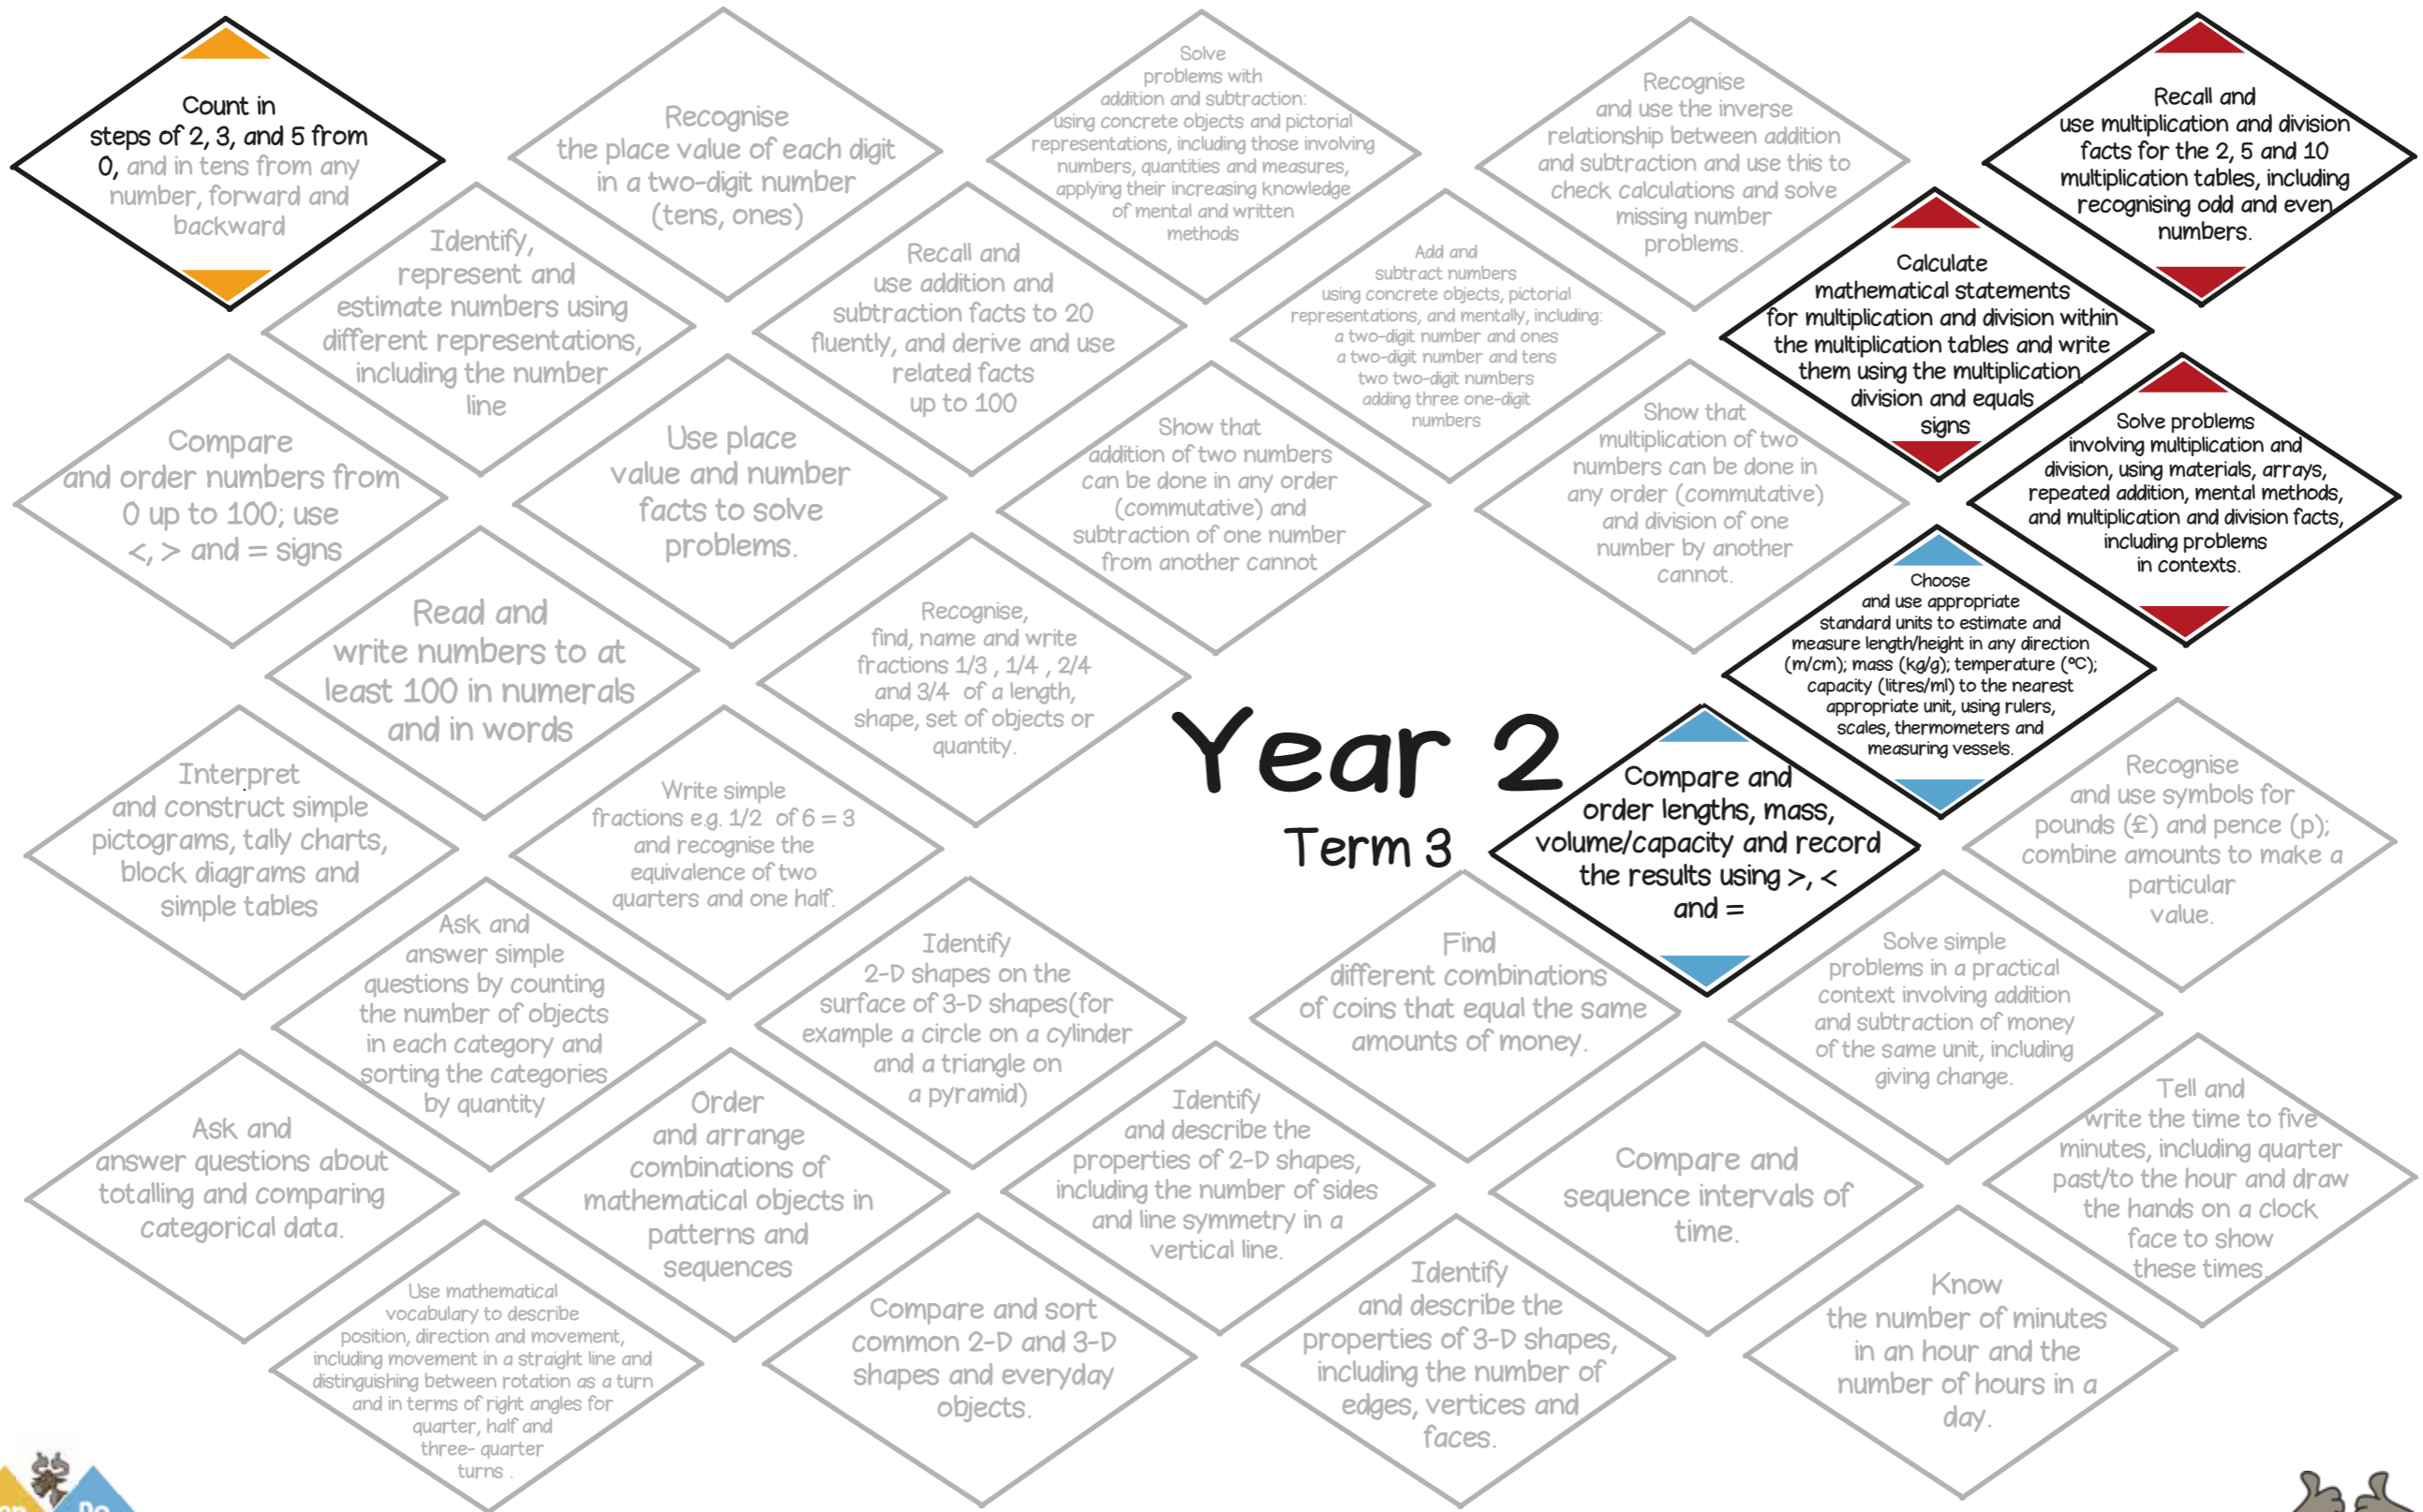 Count in
steps of 2, 3, and 5 from
0, and in tens from any
number, forward and
backward
Recognise
the place value of each digit
in a two-digit number
(tens, ones)
Solve
problems with
addition and subtraction:
using concrete objects and pictorial
representations, including those involving
numbers, quantities and measures,
applying their increasing knowledge
of mental and written
methods
Recognise
and use the inverse
relationship between addition
and subtraction and use this to
check calculations and solve
missing number
problems.
Recall and
use multiplication and division
facts for the 2, 5 and 10
multiplication tables, including
recognising odd and even
numbers.
Identify,
represent and
estimate numbers using
different representations,
including the number
line
Recall and
use addition and
subtraction facts to 20
fluently, and derive and use
related facts
up to 100
Add and
subtract numbers
using concrete objects, pictorial
representations, and mentally, including:
a two-digit number and ones
a two-digit number and tens
two two-digit numbers
adding three one-digit
numbers
Calculate
mathematical statements
for multiplication and division within
the multiplication tables and write
them using the multiplication,
division and equals
signs
Compare
and order numbers from
0 up to 100; use
<, > and = signs
Use place
value and number
facts to solve
problems.
Show that
addition of two numbers
can be done in any order
(commutative) and
subtraction of one number
from another cannot
Show that
multiplication of two
numbers can be done in
any order (commutative)
and division of one
number by another
cannot.
Solve problems
involving multiplication and
division, using materials, arrays,
repeated addition, mental methods,
and multiplication and division facts,
including problems
in contexts.
Read and
write numbers to at
least 100 in numerals
and in words
Recognise,
find, name and write
fractions 1/3 , 1/4 , 2/4
and 3/4 of a length,
shape, set of objects or
quantity.
Choose
and use appropriate
standard units to estimate and
measure length/height in any direction
(m/cm); mass (kg/g); temperature (°C);
capacity (litres/ml) to the nearest
appropriate unit, using rulers,
scales, thermometers and
measuring vessels.
Year 2
Term 3
Interpret
and construct simple
pictograms, tally charts,
block diagrams and
simple tables
Write simple
fractions e.g. 1/2 of 6 = 3
and recognise the
equivalence of two
quarters and one half.
Compare and
order lengths, mass,
volume/capacity and record
the results using >, <
and =
Recognise
and use symbols for
pounds (£) and pence (p);
combine amounts to make a
particular
value.
Ask and
answer simple
questions by counting
the number of objects
in each category and
sorting the categories
by quantity
Identify
2-D shapes on the
surface of 3-D shapes(for
example a circle on a cylinder
and a triangle on
a pyramid)
Find
different combinations
of coins that equal the same
amounts of money.
Solve simple
problems in a practical
context involving addition
and subtraction of money
of the same unit, including
giving change.
Ask and
answer questions about
totalling and comparing
categorical data.
Order
and arrange
combinations of
mathematical objects in
patterns and
sequences
Identify
and describe the
properties of 2-D shapes,
including the number of sides
and line symmetry in a
vertical line.
Compare and
sequence intervals of
time.
Tell and
write the time to five
minutes, including quarter
past/to the hour and draw
the hands on a clock
face to show
these times.
Use mathematical
vocabulary to describe
position, direction and movement,
including movement in a straight line and
distinguishing between rotation as a turn
and in terms of right angles for
quarter, half and
three- quarter
turns .
Compare and sort
common 2-D and 3-D
shapes and everyday
objects.
Identify
and describe the
properties of 3-D shapes,
including the number of
edges, vertices and
faces.
Know
the number of minutes
in an hour and the
number of hours in a
day.